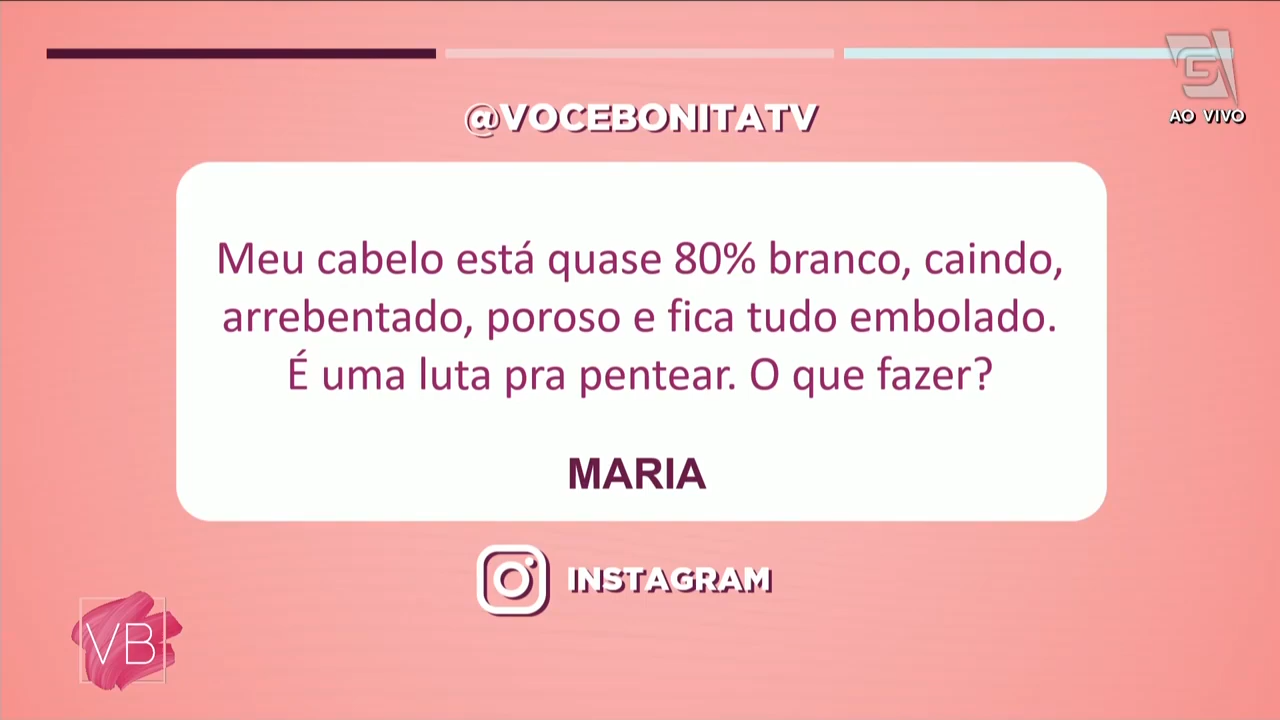 AO VIVO
@VOCEBONITATV
Meu cabelo está quase 80% branco, caindo,
arrebentado, poroso e fica tudo embolado.
É uma luta pra pentear. O que fazer?
MARIA
INSTAGRAM
VB